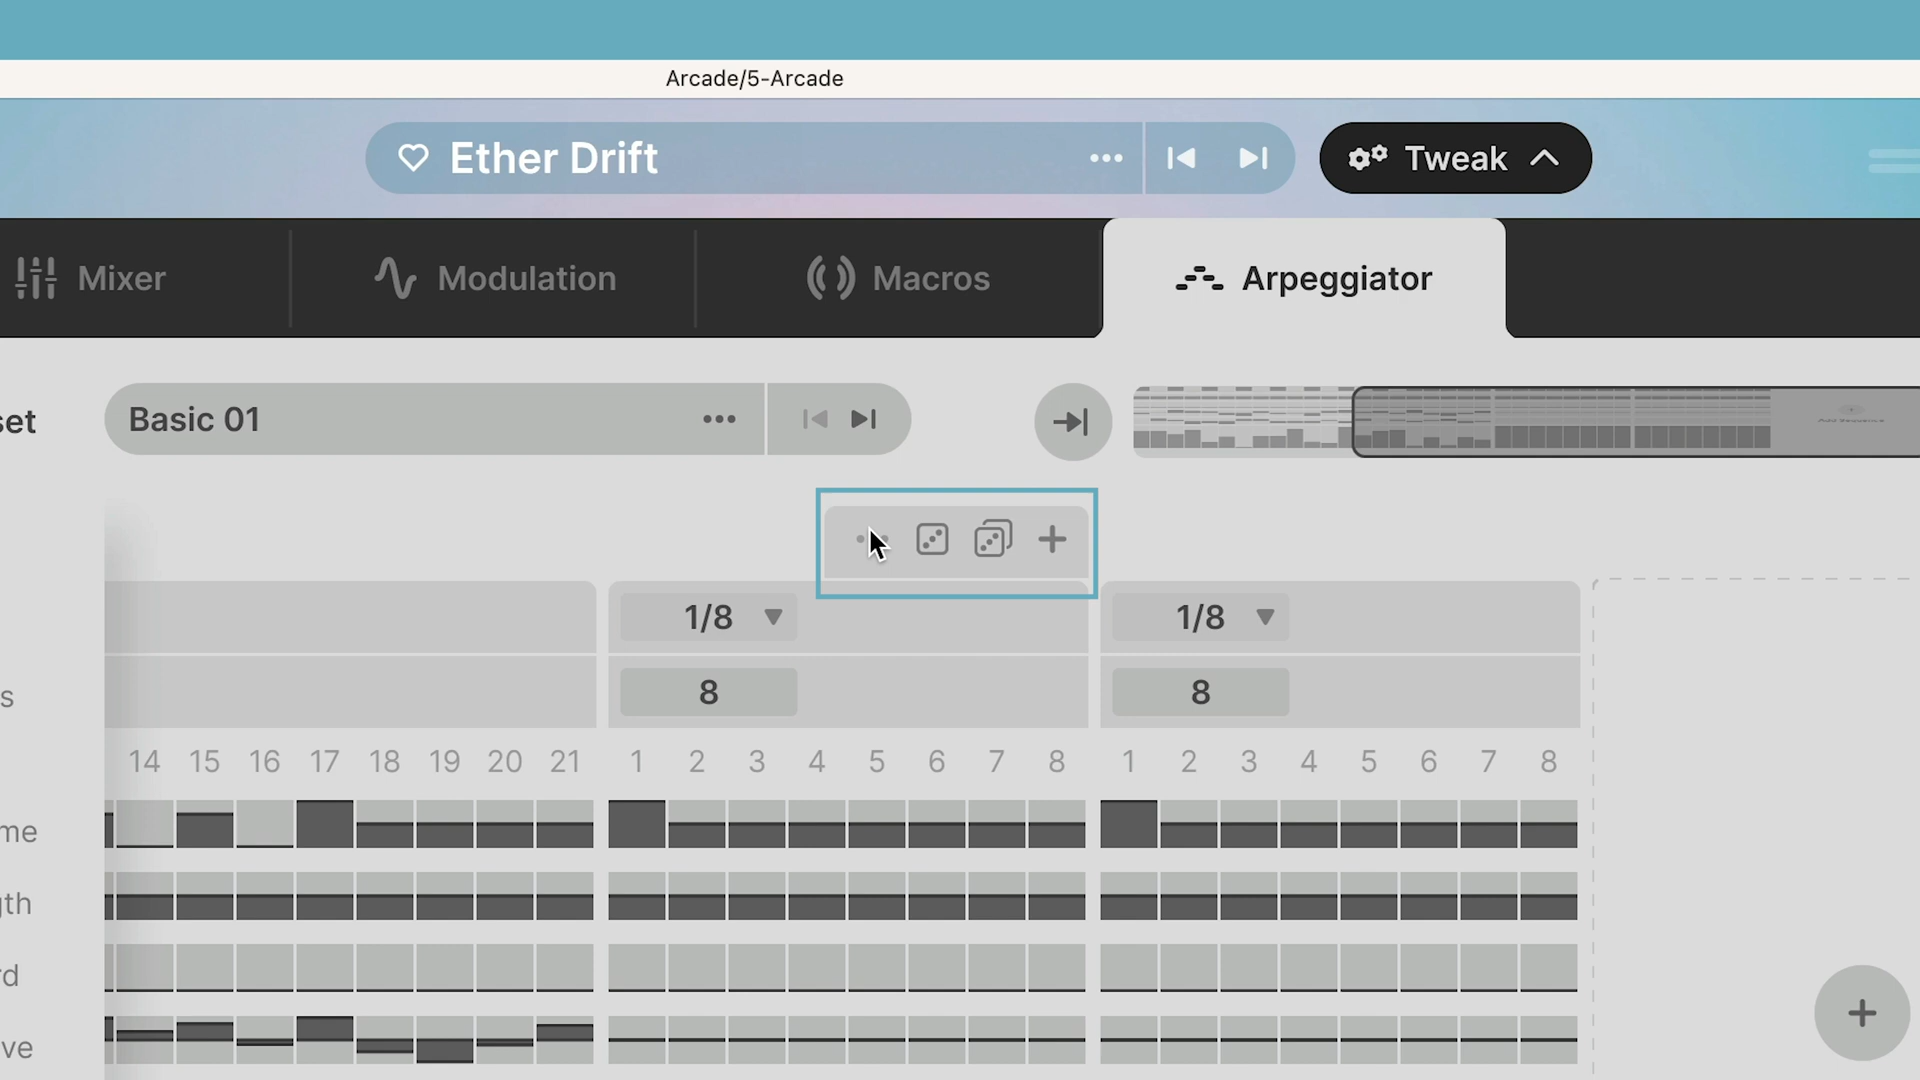 Arcade/5-Arcade
Ether Drift
Tweak
Mixer
Modulation
Macros
Arpeggiator
set
Basic 01
1/8
1/8
s
8
8
14 15 16 17 18 19 20 21 1 2 3 4 5 6 7 8 1 2 3 4 5 6 7 8
me
gth
rd
ve